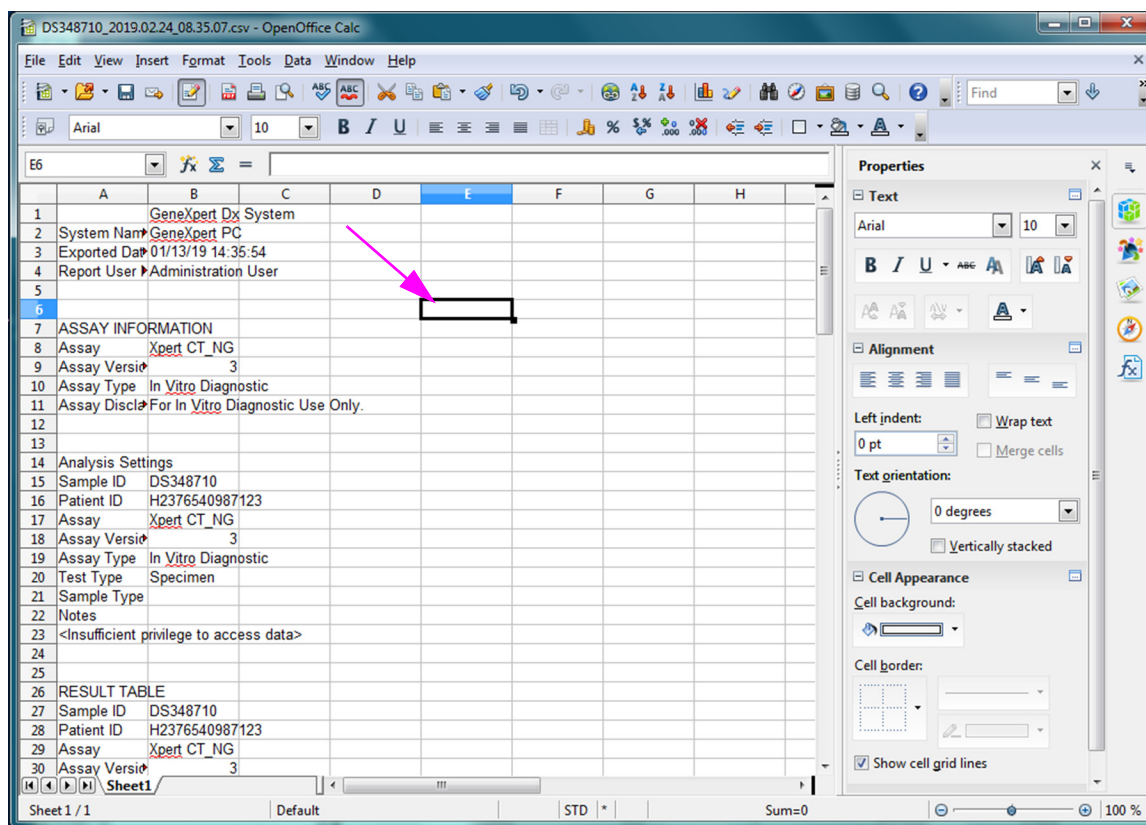 DS348710_2019.02.24_08.35.07.csv - OpenOffice Calc
File Edit View Insert Format Tools Data Window Help
ABC ABC Find
Arial 10 B I U
E6
A B C D E F G H
1 GeneXpert Dx System
2 System Nam GeneXpert PC
3 Exported Dat 01/13/19 14:35:54
4 Report User Administration User
5
6
7 ASSAY INFORMATION
8 Assay Xpert CT_NG
9 Assay Versio 3
10 Assay Type In Vitro Diagnostic
11 Assay Discla For In Vitro Diagnostic Use Only.
12
13
14 Analysis Settings
15 Sample ID DS348710
16 Patient ID H2376540987123
17 Assay Xpert CT_NG
18 Assay Versio 3
19 Assay Type In Vitro Diagnostic
20 Test Type Specimen
21 Sample Type
22 Notes
23 <Insufficient privilege to access data>
24
25
26 RESULT TABLE
27 Sample ID DS348710
28 Patient ID H2376540987123
29 Assay Xpert CT_NG
30 Assay Versio 3
Sheet1
Sheet 1 / 1 Default STD * Sum=0 100 %
Properties
Text
Arial 10
B I U ABC
Alignment
Left indent:
Wrap text
0 pt
Merge cells
Text orientation:
0 degrees
Vertically stacked
Cell Appearance
Cell background:
Cell border:
Show cell grid lines